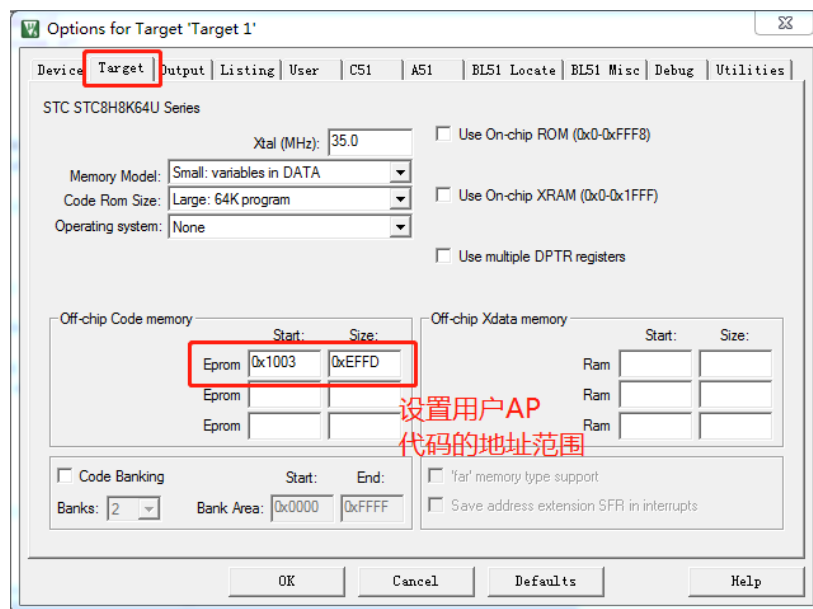 Options for Target 'Target 1'
Device Target Output Listing User C51 A51 BL51 Locate BL51 Misc Debug Utilities
STC STC8H8K64U Series
Xtal (MHz): 35.0
Use On-chip ROM (0x0-0xFFF8)
Memory Model: Small: variables in DATA
Code Rom Size: Large: 64K program
Use On-chip XRAM (0x0-0x1FFF)
Operating system: None
Use multiple DPTR registers
Off-chip Code memory
Start: Size:
Eprom 0x1003 0xEFFD
Eprom
Eprom
Off-chip Xdata memory
Start: Size:
Ram
Ram
Ram
设置用户AP
代码的地址范围
Code Banking Start: End:
Banks: 2 Bank Area: 0x0000 0xFFFF
'far' memory type support
Save address extension SFR in interrupts
OK Cancel Defaults Help